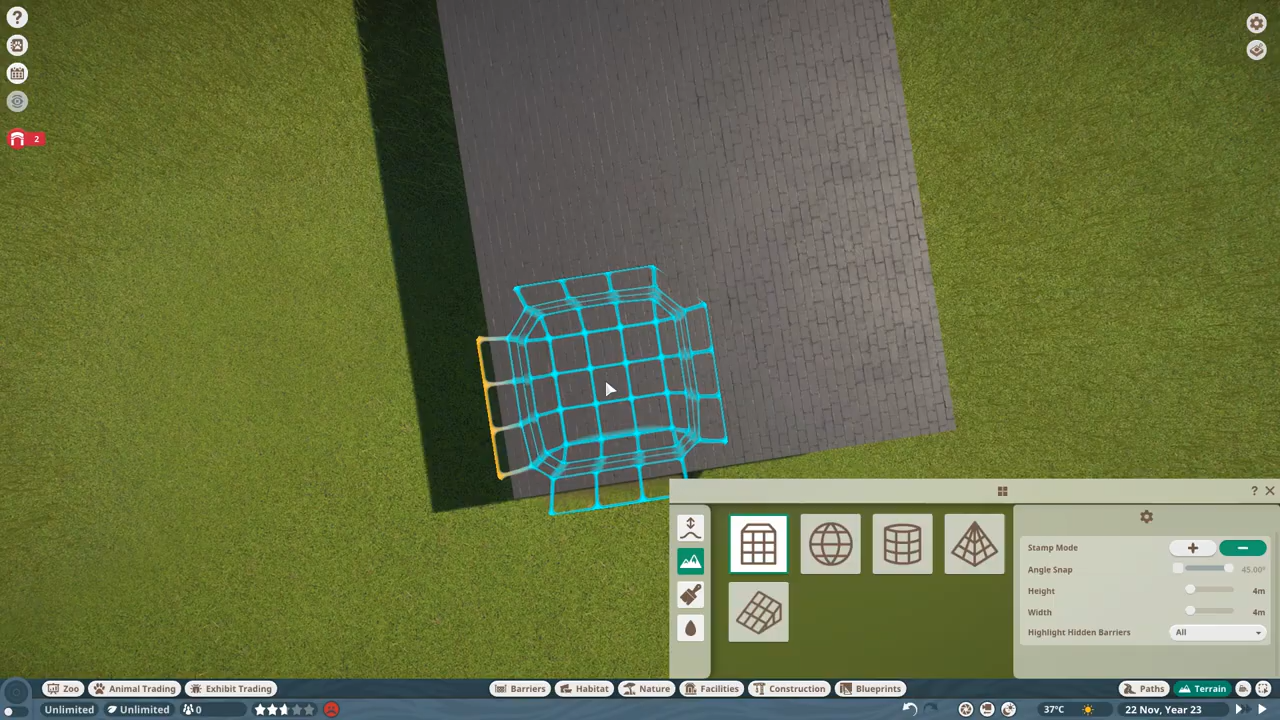 ?
2
?
Stamp Mode + −
Angle Snap 45.00°
Height 4m
Width 4m
Highlight Hidden Barriers All
Zoo Animal Trading Exhibit Trading Barriers Habitat Nature Facilities Construction Blueprints Paths Terrain
Unlimited Unlimited 0 37°C 22 Nov, Year 23